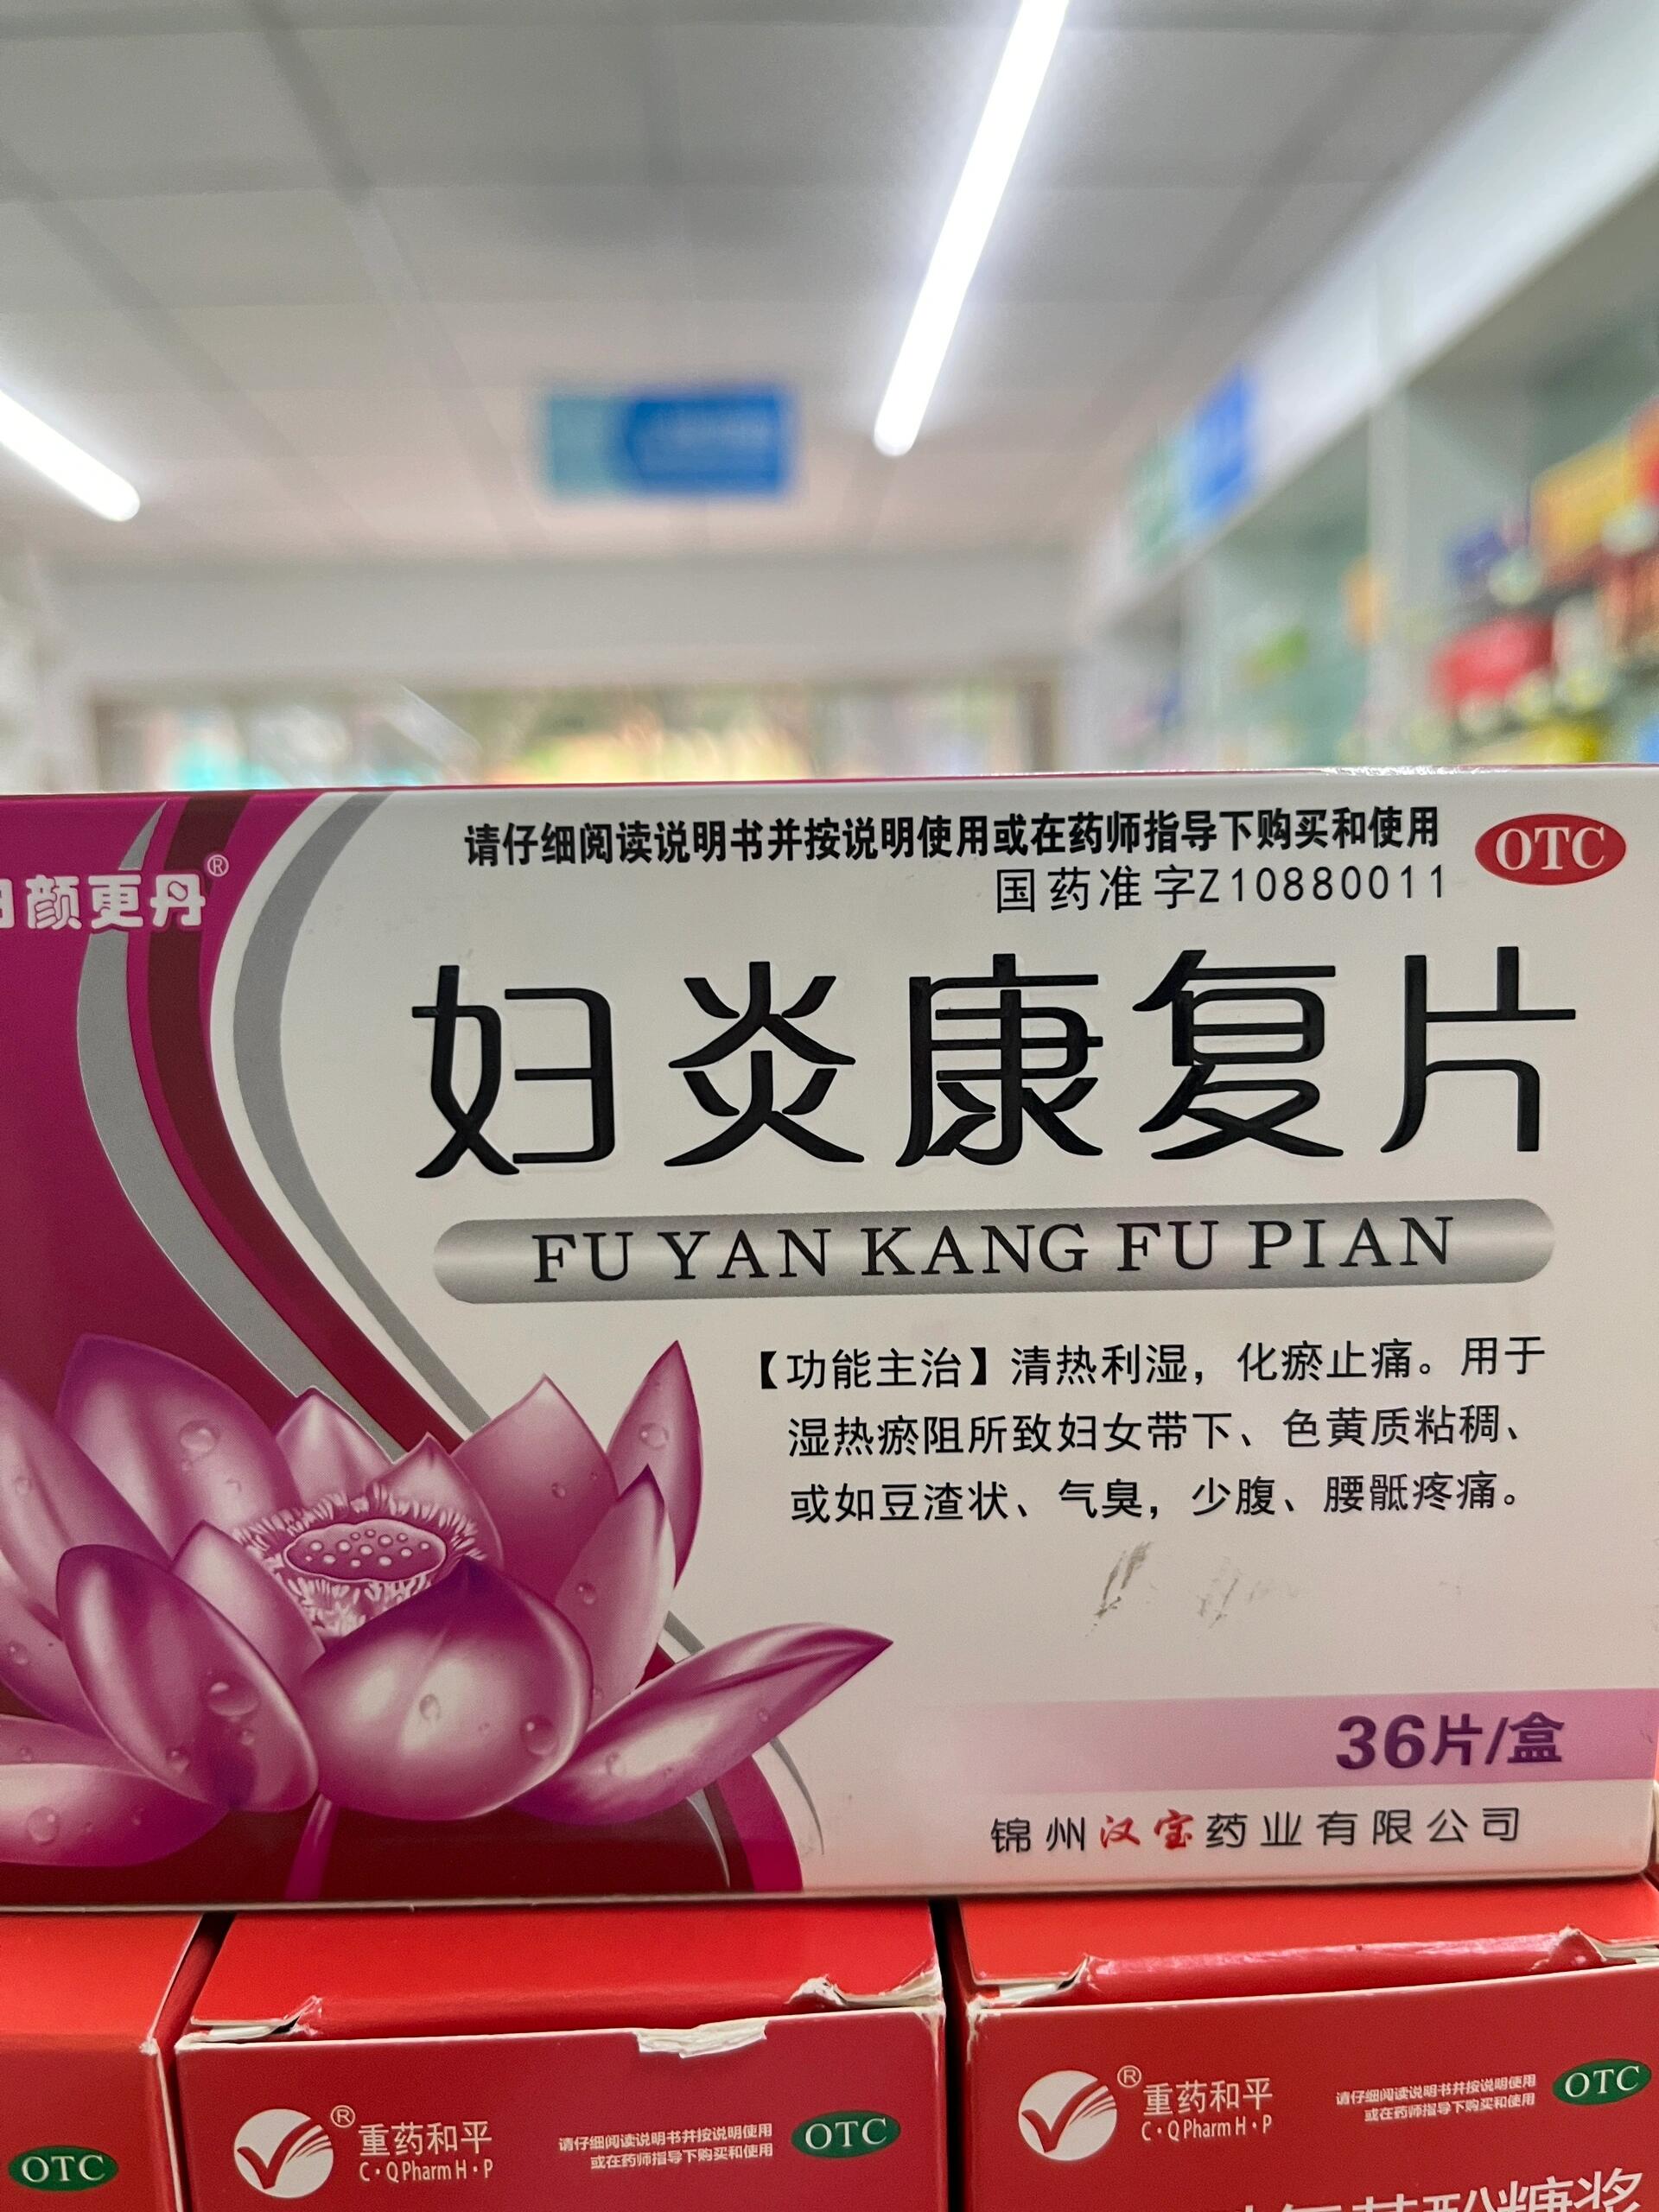 请仔细阅读说明书并按说明使用或在药师指导下购买和使用
OTC
国药准字Z10880011
颜更丹®
妇炎康复片
FU YAN KANG FU PIAN
【功能主治】清热利湿，化瘀止痛。用于
湿热瘀阻所致妇女带下、色黄质粘稠、
或如豆渣状、气臭，少腹、腰骶疼痛。
36片/盒
锦州汉宝药业有限公司
OTC
®重药和平
C·QPharm H·P
请仔细阅读说明书并按说明使用
或在药师指导下购买和使用
OTC
®重药和平
C·QPharm H·P
请仔细阅读说明书并按说明使用
或在药师指导下购买和使用
OTC
糖浆